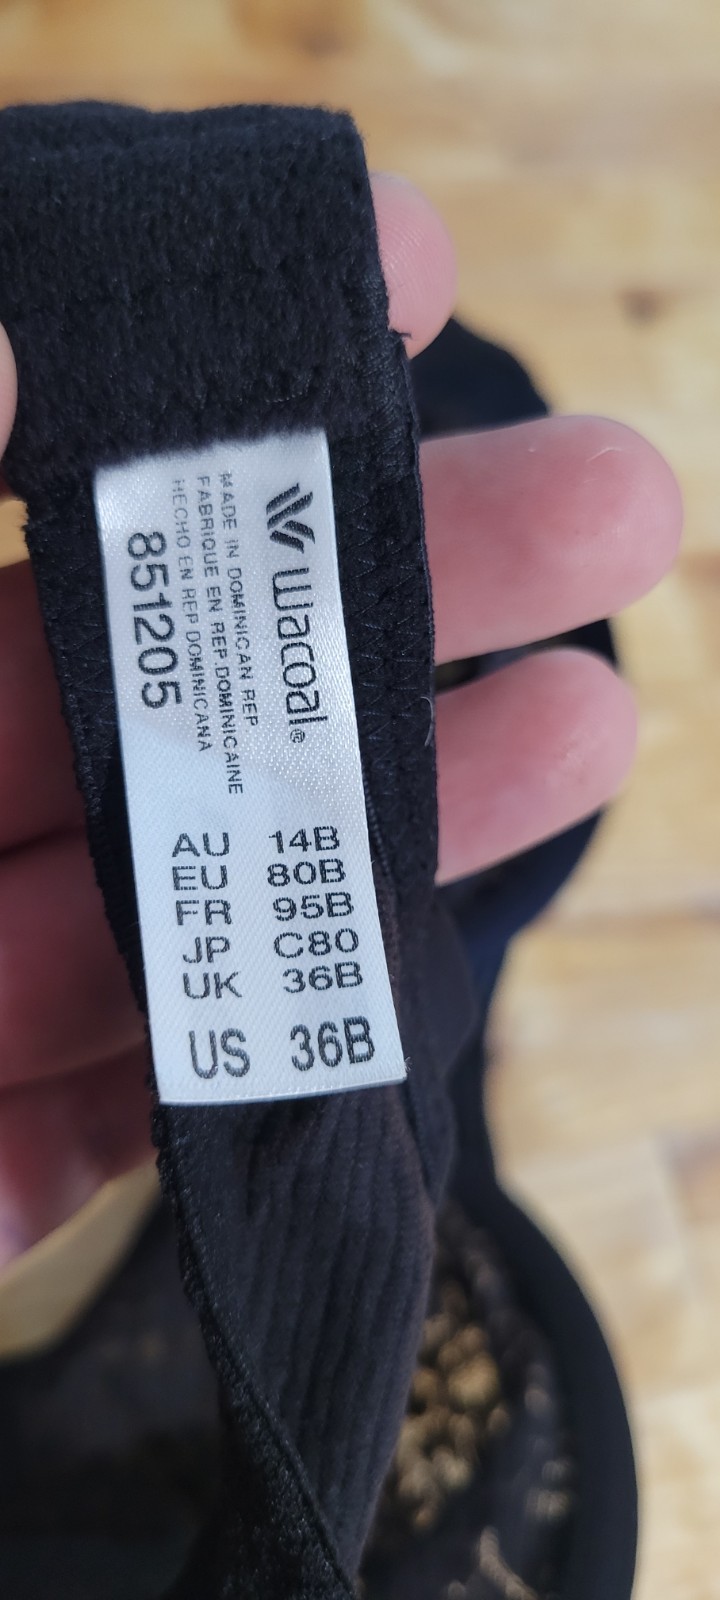 wacoal®
MADE IN DOMINICAN REP
FABRIQUE EN REP.DOMINICAINE
HECHO EN REP DOMINICANA
851205
AU 14B
EU 80B
FR 95B
JP C80
UK 36B
US 36B